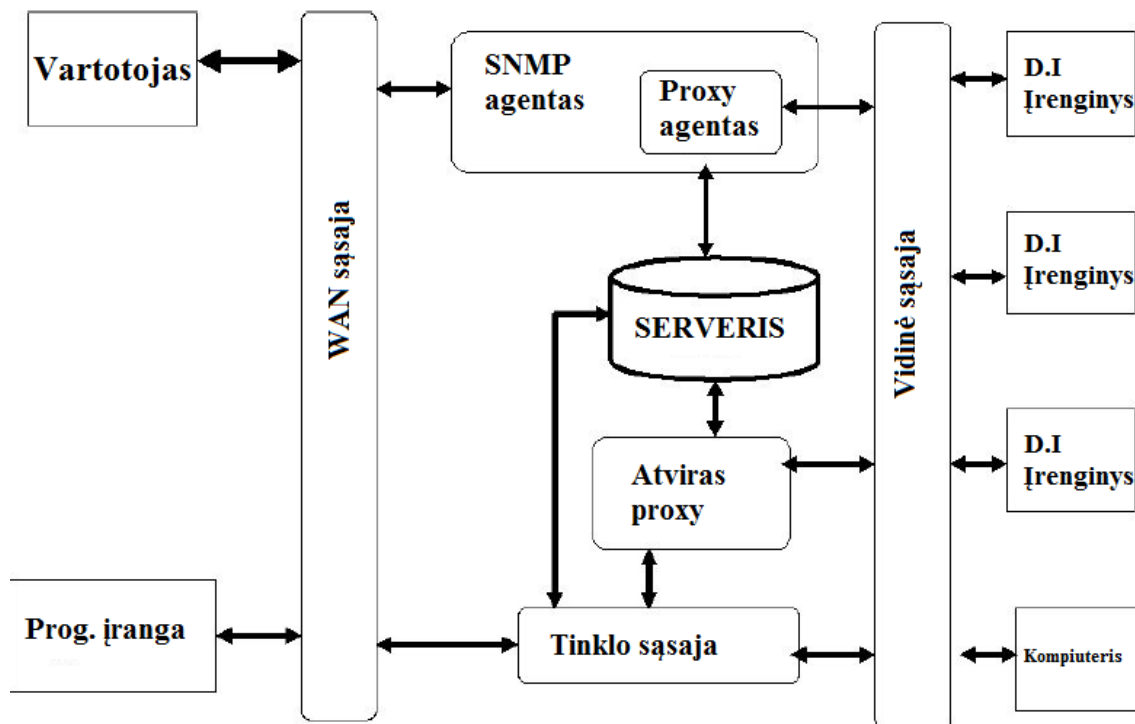 Vartotojas
SNMP
agentas
Proxy
agentas
D.I
Įrenginys
WAN sąsaja
Vidinė sąsaja
D.I
Įrenginys
SERVERIS
D.I
Įrenginys
Atviras
proxy
Prog. įranga
Tinklo sąsaja
Kompiuteris